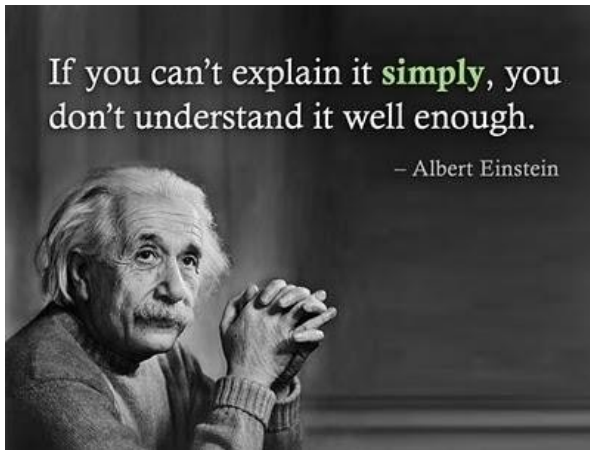 If you can’t explain it simply, you
don’t understand it well enough.
– Albert Einstein